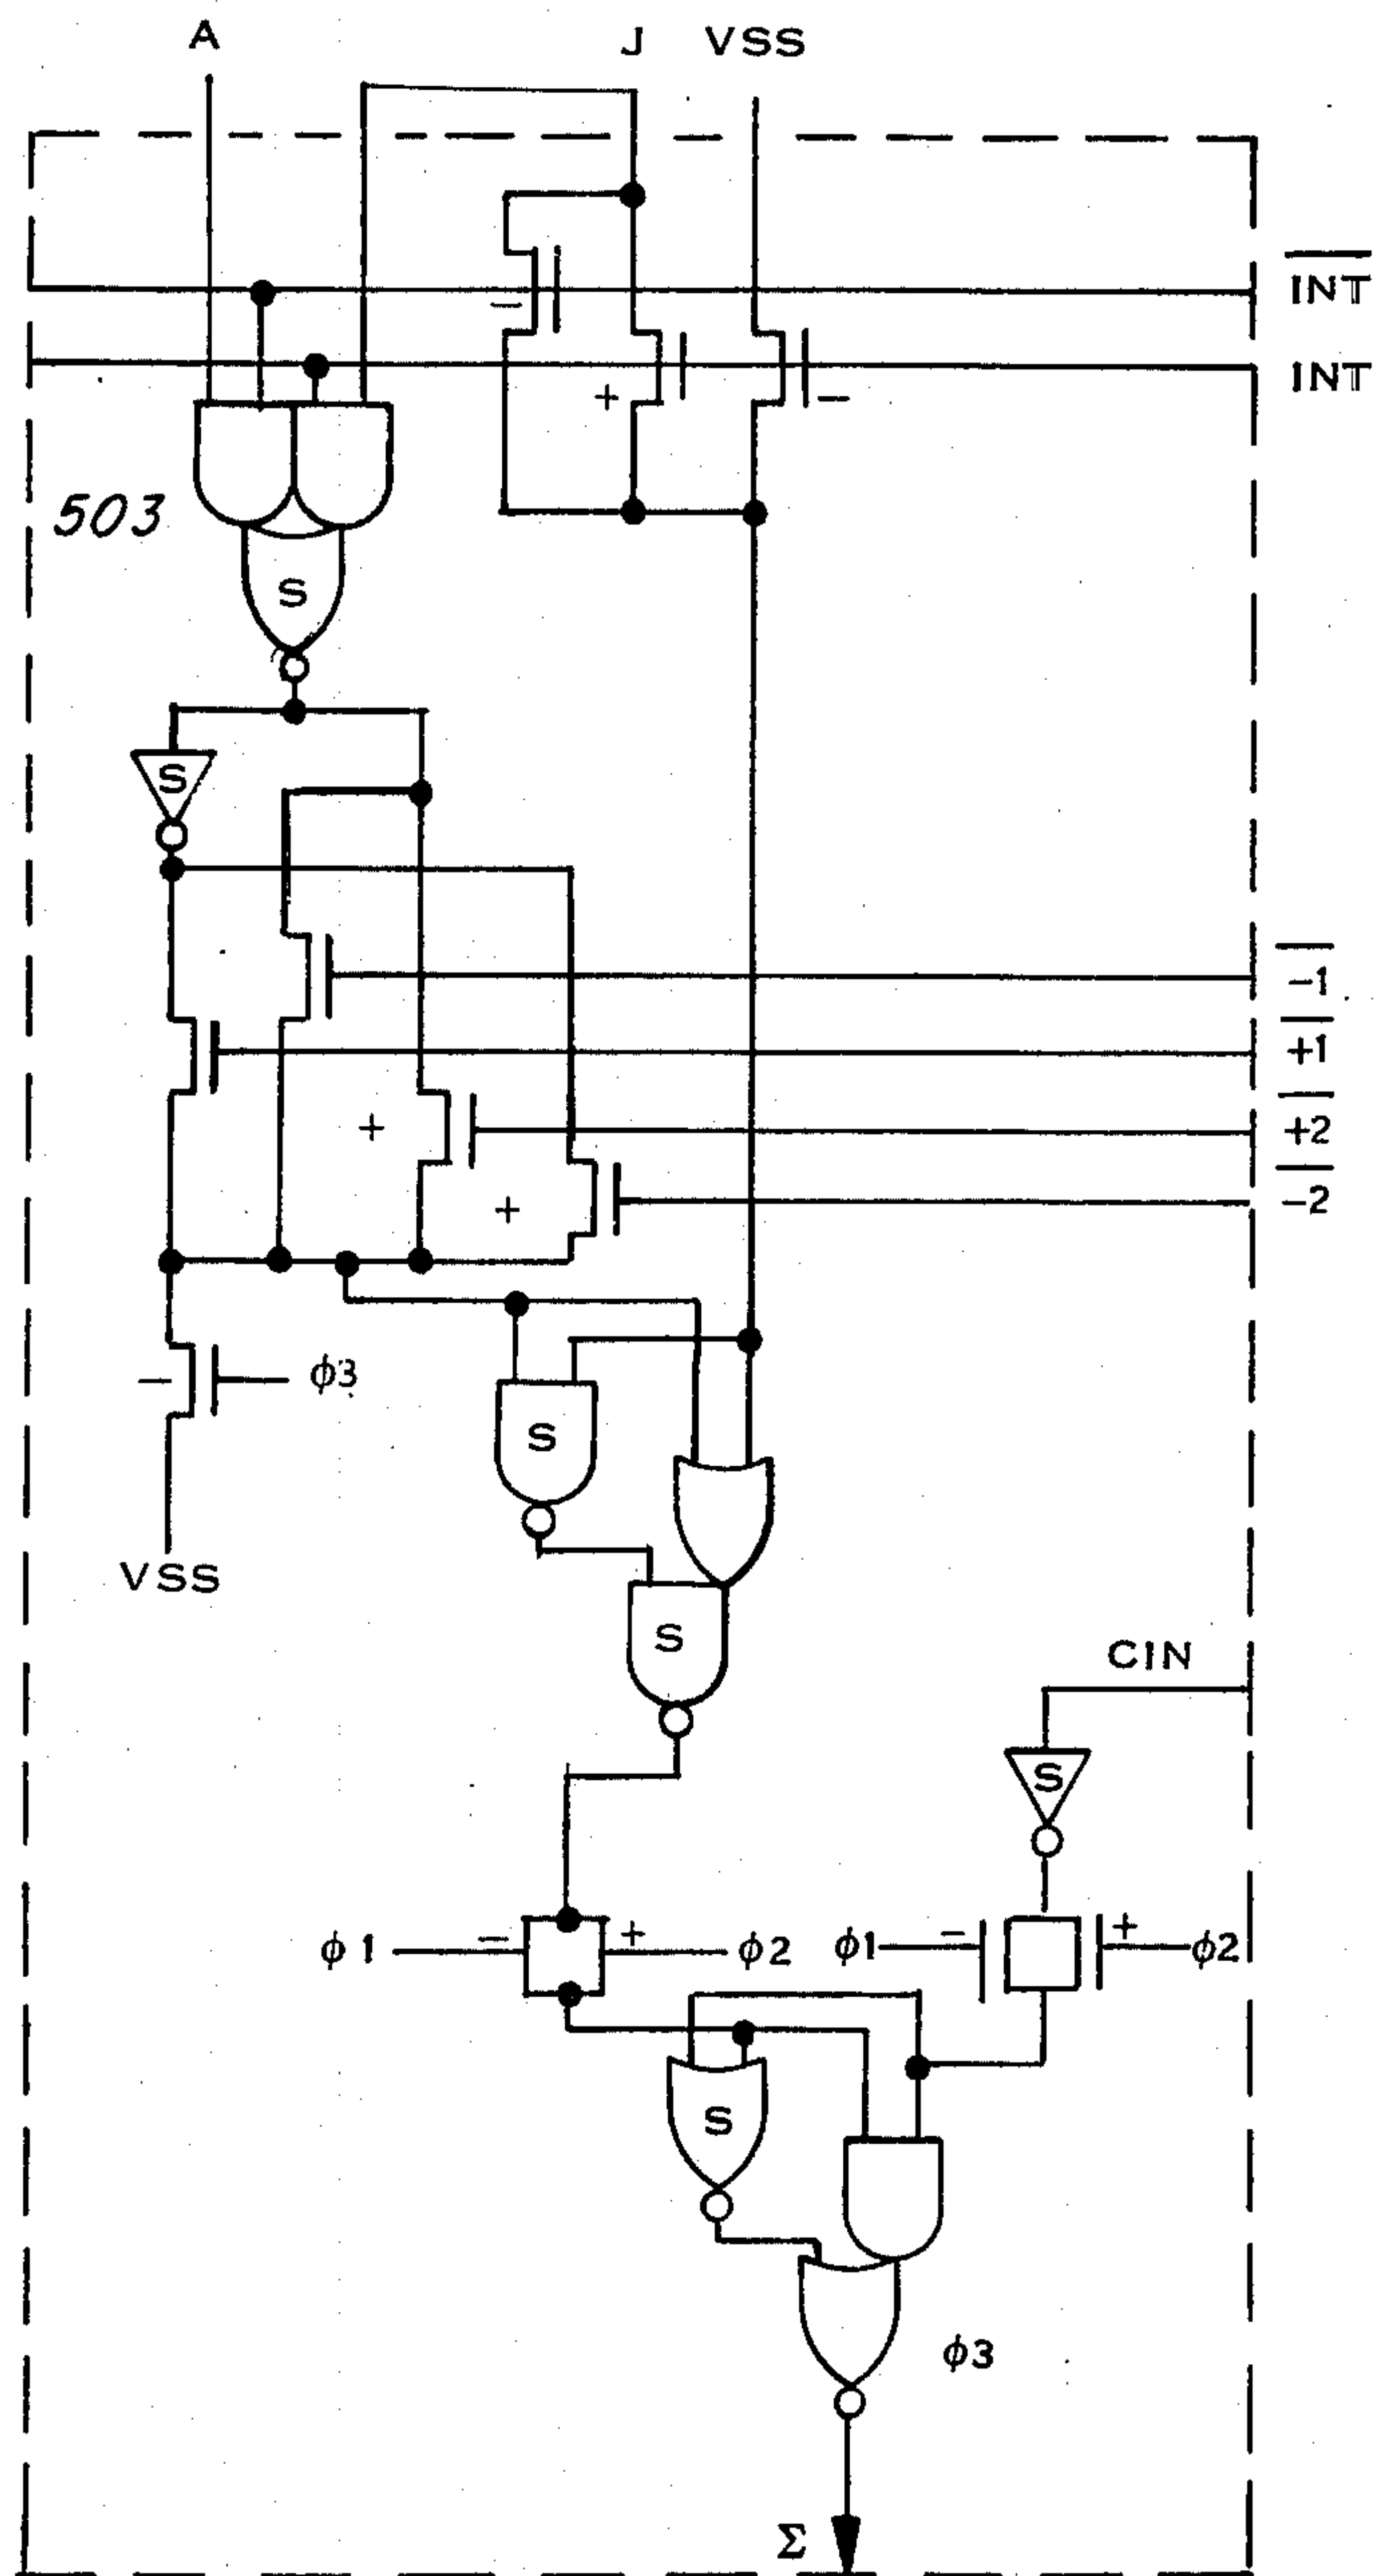 A J VSS
INT
INT
-
+ -
503
S
S
-1
+1
+ +2
+ -2
- ϕ3
S
VSS
S
CIN
S
ϕ1 - + ϕ2 ϕ1 - + ϕ2
S
ϕ3
Σ